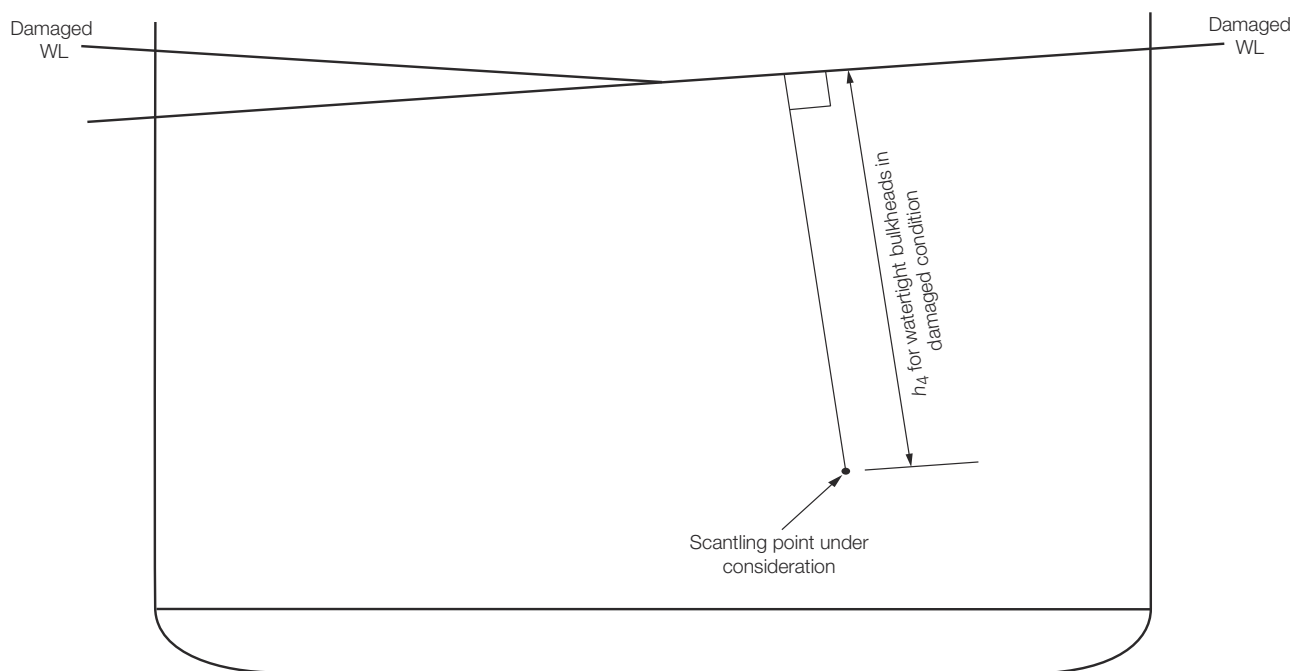 Damaged
WL
Damaged
WL
h4 for watertight bulkheads in
damaged condition
Scantling point under
consideration